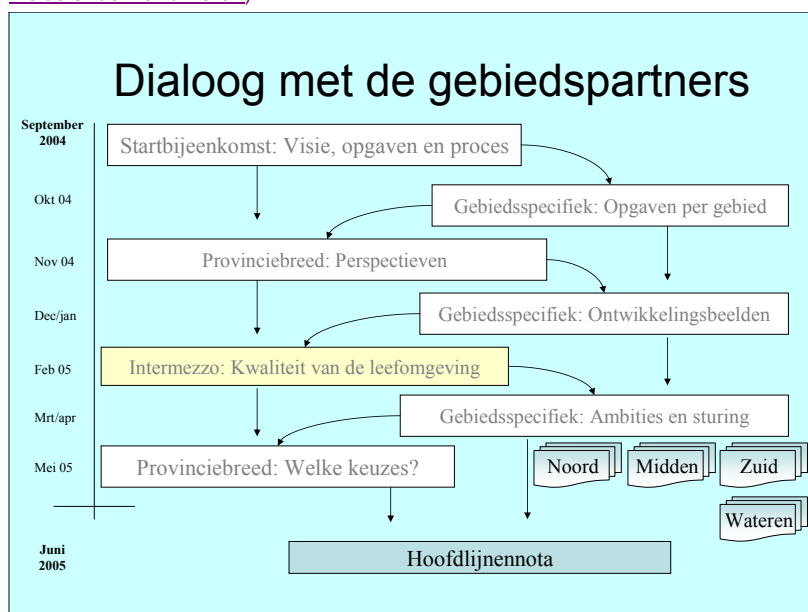 Dialoog met de gebiedspartners
September
2004
Startbijeenkomst: Visie, opgaven en proces
Okt 04
Gebiedsspecifiek: Opgaven per gebied
Nov 04
Provinciebreed: Perspectieven
Dec/jan
Gebiedsspecifiek: Ontwikkelingsbeelden
Feb 05
Intermezzo: Kwaliteit van de leefomgeving
Mrt/apr
Gebiedsspecifiek: Ambities en sturing
Mei 05
Provinciebreed: Welke keuzes?
Noord
Midden
Zuid
Wateren
Juni
2005
Hoofdlijnennota